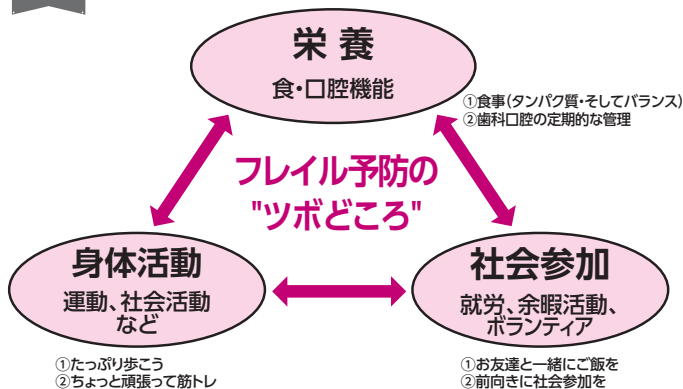 栄 養
食・口腔機能
①食事(タンパク質・そしてバランス)
②歯科口腔の定期的な管理
フレイル予防の
"ツボどころ"
身体活動
運動、社会活動
など
①たっぷり歩こう
②ちょっと頑張って筋トレ
社会参加
就労、余暇活動、
ボランティア
①お友達と一緒にご飯を
②前向きに社会参加を